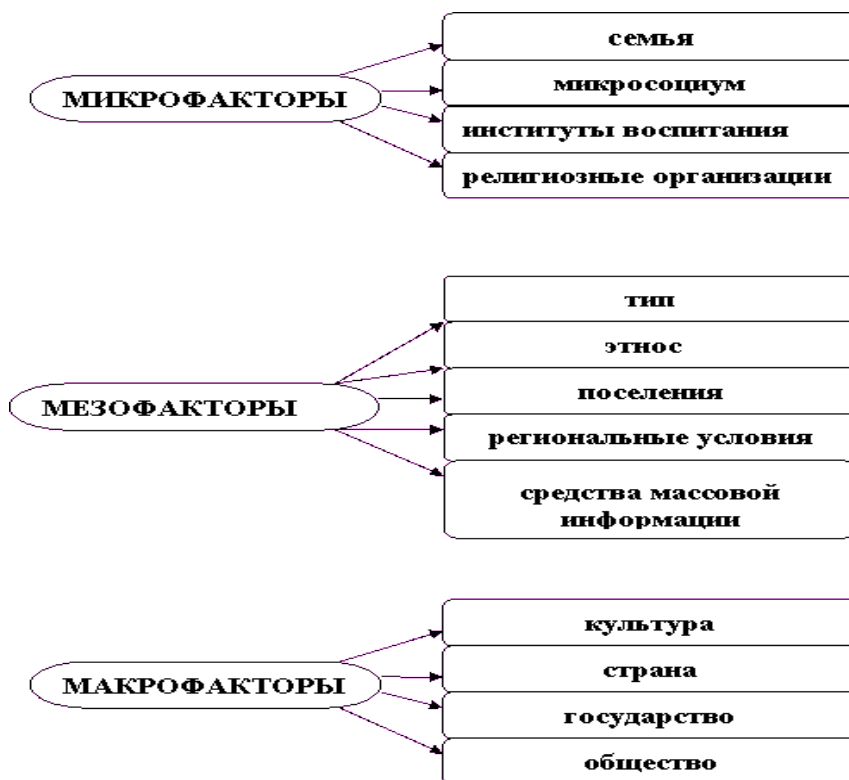 МИКРОФАКТОРЫ
семья
микросоциум
институты воспитания
религиозные организации
МЕЗОФАКТОРЫ
тип
этнос
поселения
региональные условия
средства массовой
информации
МАКРОФАКТОРЫ
культура
страна
государство
общество